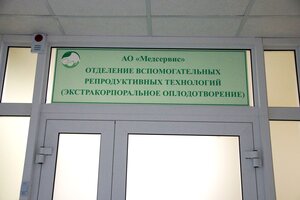 АО «Медсервис»
ОТДЕЛЕНИЕ ВСПОМОГАТЕЛЬНЫХ
РЕПРОДУКТИВНЫХ ТЕХНОЛОГИЙ
(ЭКСТРАКОРПОРАЛЬНОЕ ОПЛОДОТВОРЕНИЕ)